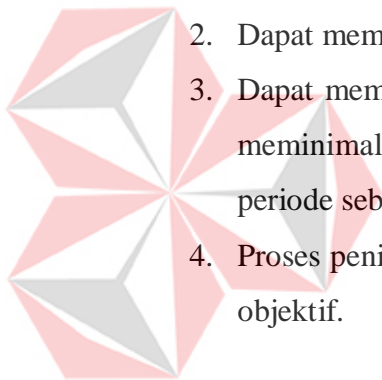 2. Dapat mem
3. Dapat mem
meminimal
periode seb
4. Proses peni
objektif.